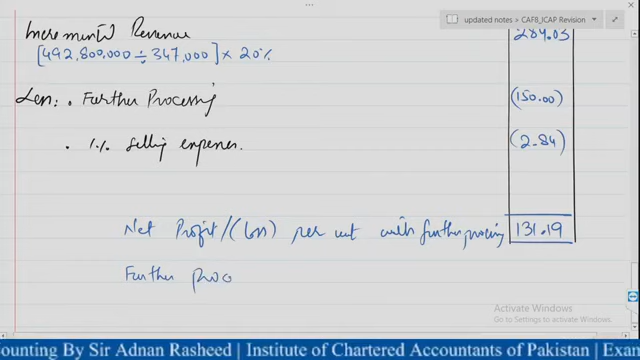 updated notes > CAF8_ICAP Revision
Incremental Revenue 284.03
[492,800,000 ÷ 347,000] × 20%
Less: • Further Processing (150.00)
• 1% Selling expenses. (2.84)
Net Profit/(Loss) per unit with further processing 131.19
Further proc
Activate Windows
Go to Settings to activate Windows.
counting By Sir Adnan Rasheed | Institute of Chartered Accountants of Pakistan | Exa